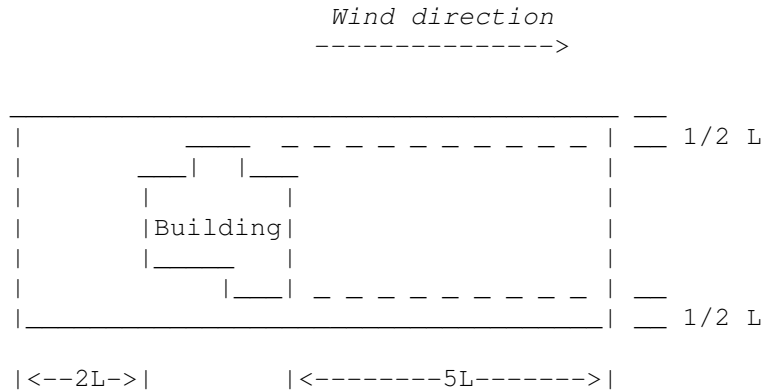 Wind direction
--------------->
1/2 L
Building
1/2 L
|<--2L->| |<--------5L------->|